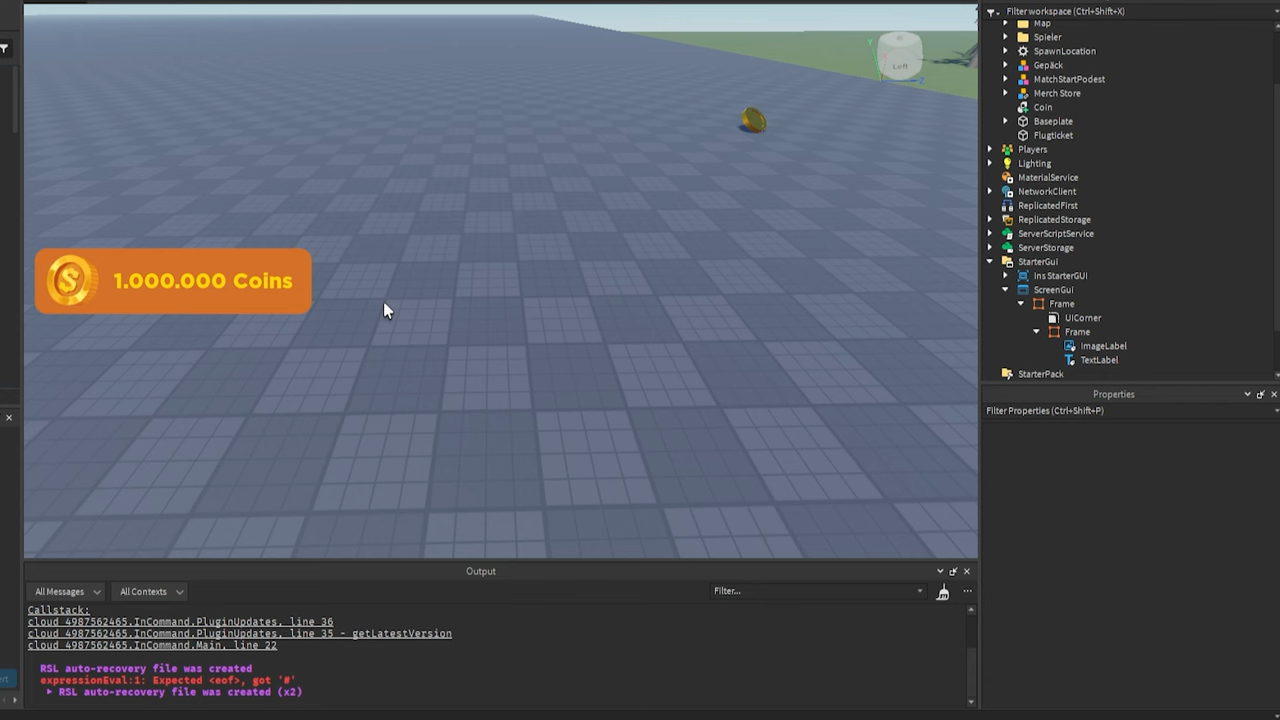 Filter workspace (Ctrl+Shift+X)
Map
Spieler
SpawnLocation
Gepäck
MatchStartPodest
Merch Store
Coin
Baseplate
Flugticket
Players
Lighting
MaterialService
NetworkClient
ReplicatedFirst
ReplicatedStorage
ServerScriptService
ServerStorage
StarterGui
Ins StarterGUI
ScreenGui
Frame
UICorner
Frame
ImageLabel
TextLabel
StarterPack
Properties
Filter Properties (Ctrl+Shift+P)
Left
1.000.000 Coins
Output
All Messages
All Contexts
Filter...
Callstack:
cloud_4987562465.InCommand.PluginUpdates, line 36
cloud_4987562465.InCommand.PluginUpdates, line 35 - getLatestVersion
cloud_4987562465.InCommand.Main, line 22
RSL auto-recovery file was created
expressionEval:1: Expected <eof>, got '#'
RSL auto-recovery file was created (x2)